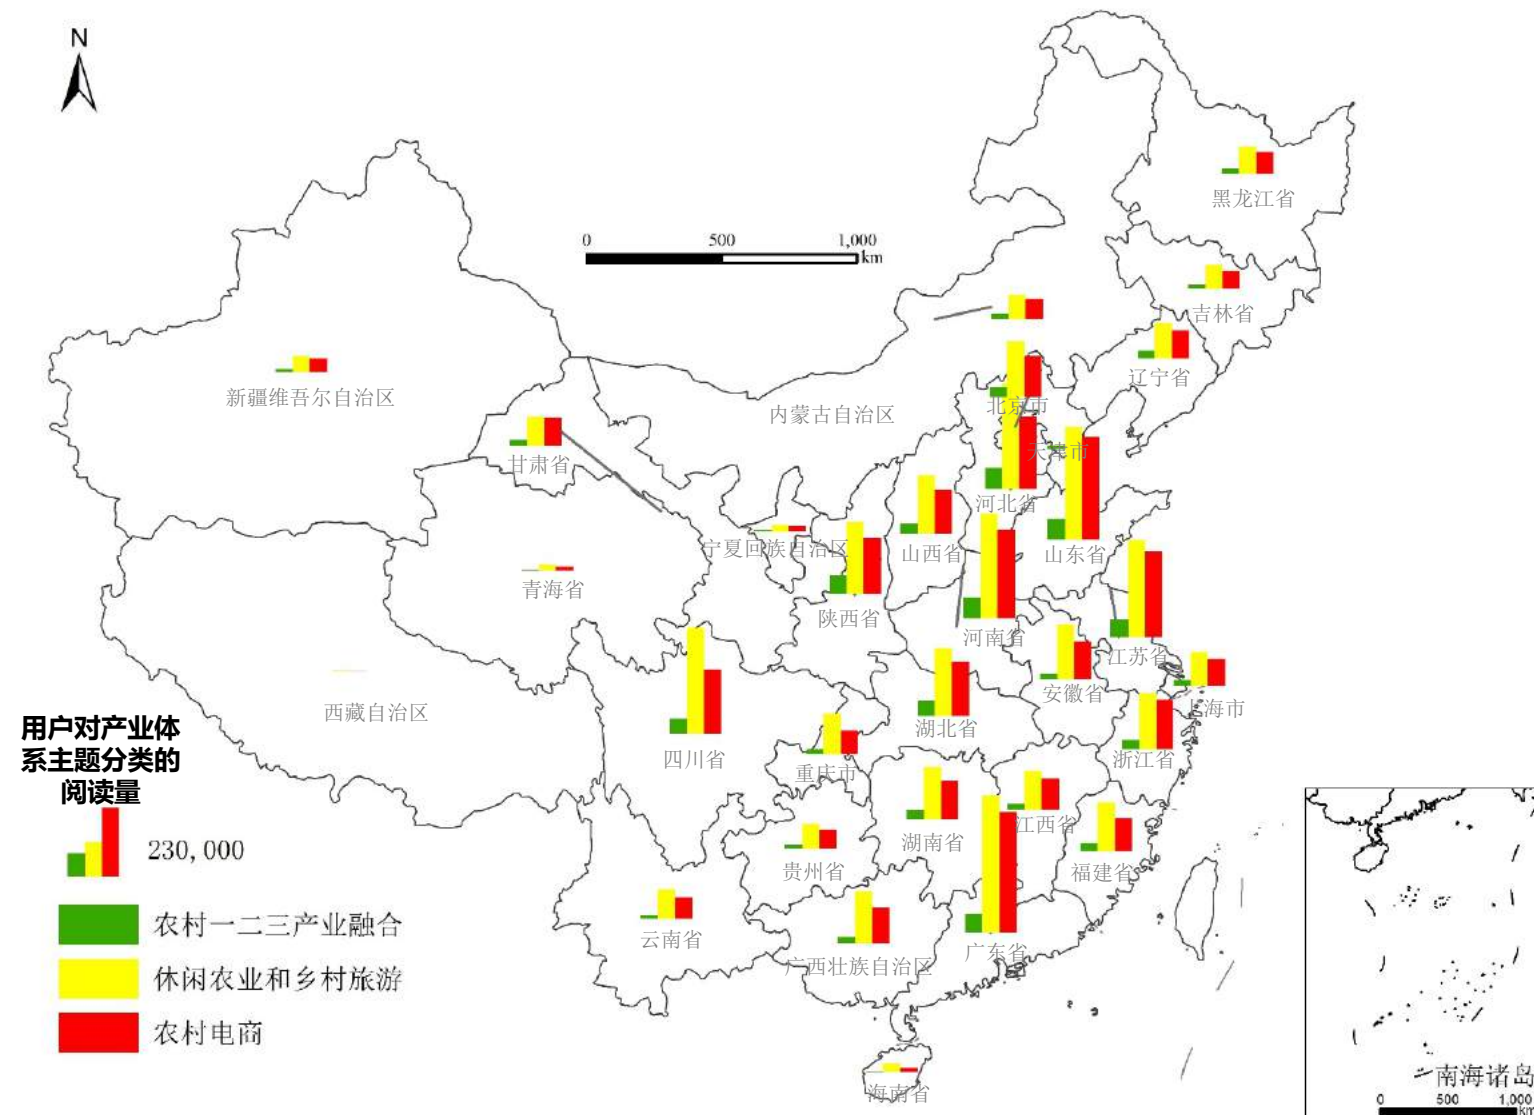 N
0 500 1,000
km
黑龙江省
吉林省
辽宁省
新疆维吾尔自治区
内蒙古自治区
北京市
天津市
甘肃省
河北省
宁夏回族自治区
山西省
山东省
青海省
陕西省
河南省
江苏省
安徽省
西藏自治区
上海市
四川省
湖北省
浙江省
重庆市
湖南省
江西省
贵州省
福建省
云南省
广西壮族自治区
广东省
海南省
用户对产业体
系主题分类的
阅读量
230,000
农村一二三产业融合
休闲农业和乡村旅游
农村电商
南海诸岛
0 500 1,000
km